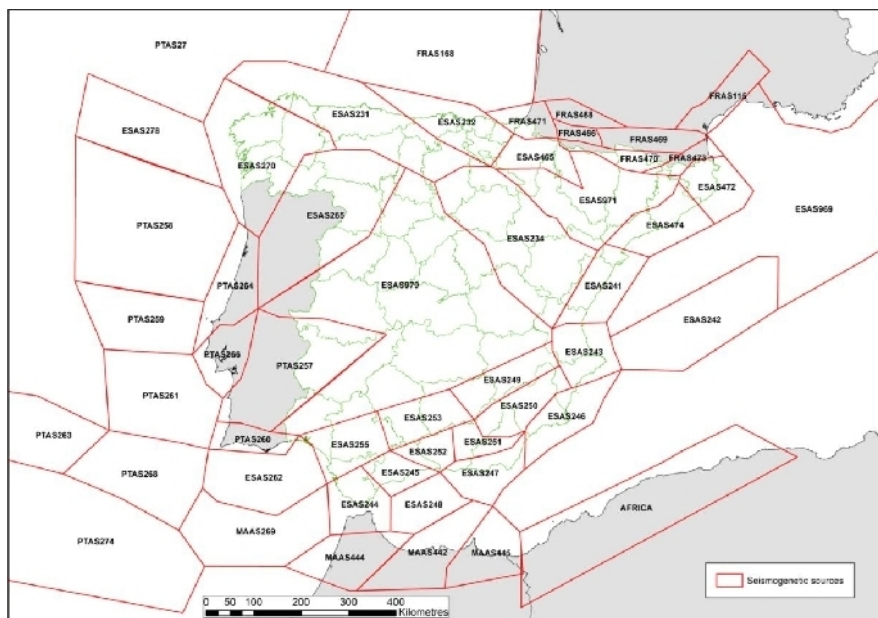 PTAS27
FRAS168
FRAS115
ESAS278
ESAS231
ESAS232
FRAS471
FRAS468
FRAS466
FRAS469
ESAS465
FRAS470
FRAS473
ESAS270
ESAS472
ESAS971
ESAS265
ESAS969
PTAS258
ESAS474
ESAS234
PTAS264
ESAS970
ESAS241
PTAS259
ESAS242
PTAS266
ESAS243
PTAS257
ESAS249
PTAS261
ESAS250
ESAS253
ESAS246
PTAS263
PTAS260
ESAS255
ESAS251
ESAS252
PTAS268
ESAS262
ESAS245
ESAS247
ESAS244
ESAS248
AFRICA
MAAS269
PTAS274
MAAS444
MAAS442
MAAS445
Seismogenetic sources
0 50 100 200 300 400
Kilometres